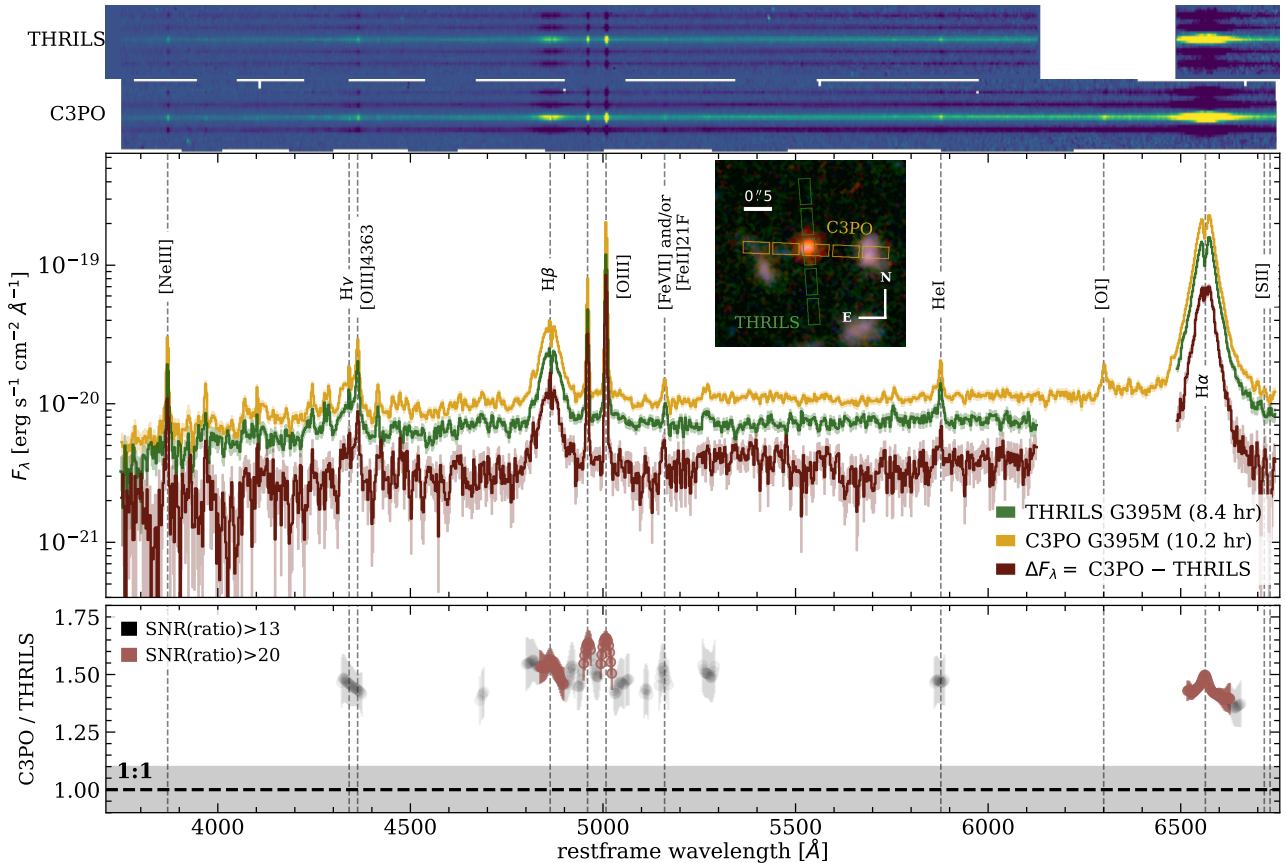 THRILS
C3PO
[NeIII]
Hγ
[OIII]4363
Hβ
[OIII]
[FeVII] and/or
[FeII]21F
0."5
C3PO
N
E
THRILS
HeI
[OI]
Hα
[SII]
F_λ [erg s⁻¹ cm⁻² Å⁻¹]
10⁻¹⁹
10⁻²⁰
10⁻²¹
THRILS G395M (8.4 hr)
C3PO G395M (10.2 hr)
ΔF_λ = C3PO − THRILS
C3PO / THRILS
1.75
1.50
1.25
1.00
SNR(ratio)>13
SNR(ratio)>20
1:1
4000 4500 5000 5500 6000 6500
restframe wavelength [Å]